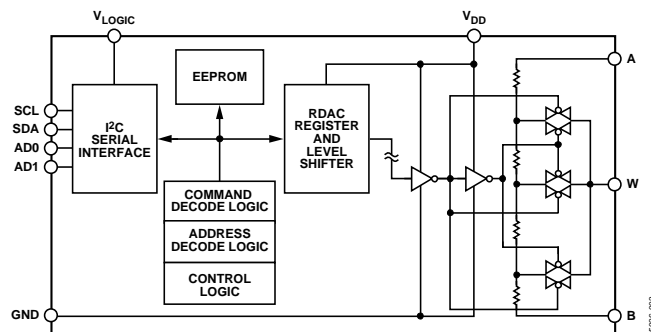 VLOGIC
VDD
A
EEPROM
SCL
SDA
AD0
AD1
I2C
SERIAL
INTERFACE
RDAC
REGISTER
AND
LEVEL
SHIFTER
COMMAND
DECODE LOGIC
W
ADDRESS
DECODE LOGIC
CONTROL
LOGIC
GND
B